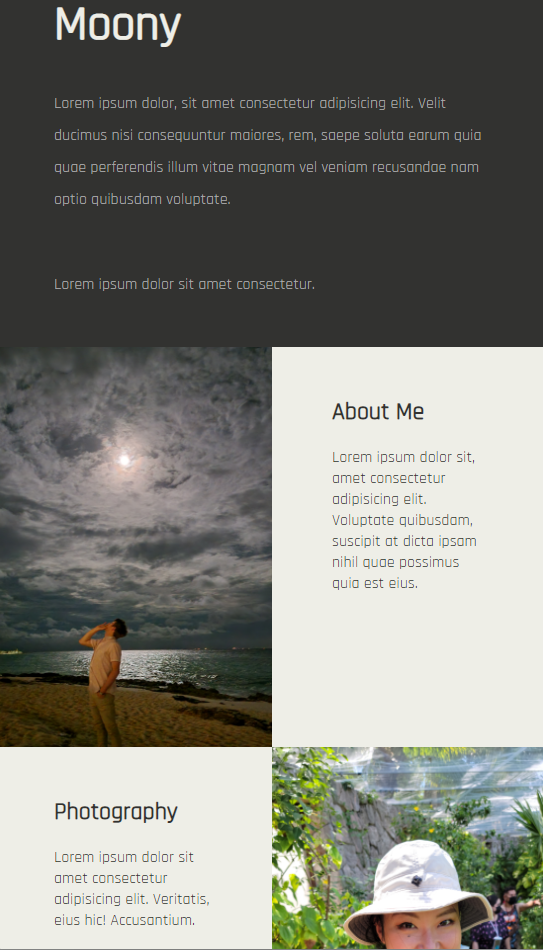 Moony
Lorem ipsum dolor, sit amet consectetur adipisicing elit. Velit
ducimus nisi consequuntur maiores, rem, saepe soluta earum quia
quae perferendis illum vitae magnam vel veniam recusandae nam
optio quibusdam voluptate.
Lorem ipsum dolor sit amet consectetur.
About Me
Lorem ipsum dolor sit,
amet consectetur
adipisicing elit.
Voluptate quibusdam,
suscipit at dicta ipsam
nihil quae possimus
quia est eius.
Photography
Lorem ipsum dolor sit
amet consectetur
adipisicing elit. Veritatis,
eius hic! Accusantium.